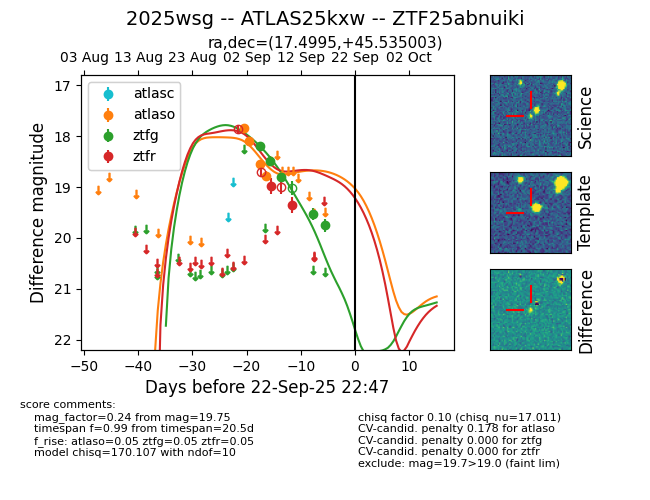 2025wsg -- ATLAS25kxw -- ZTF25abnuiki
ra,dec=(17.4995,+45.535003)
03 Aug 13 Aug 23 Aug 02 Sep 12 Sep 22 Sep 02 Oct
atlasc
atlaso
ztfg
ztfr
17
18
19
20
21
22
Difference magnitude
−50 −40 −30 −20 −10 0 10
Days before 22-Sep-25 22:47
Science
Template
Difference
score comments:
mag_factor=0.24 from mag=19.75
timespan f=0.99 from timespan=20.5d
f_rise: atlaso=0.05 ztfg=0.05 ztfr=0.05
model chisq=170.107 with ndof=10
chisq factor 0.10 (chisq_nu=17.011)
CV-candid. penalty 0.178 for atlaso
CV-candid. penalty 0.000 for ztfg
CV-candid. penalty 0.000 for ztfr
exclude: mag=19.7>19.0 (faint lim)